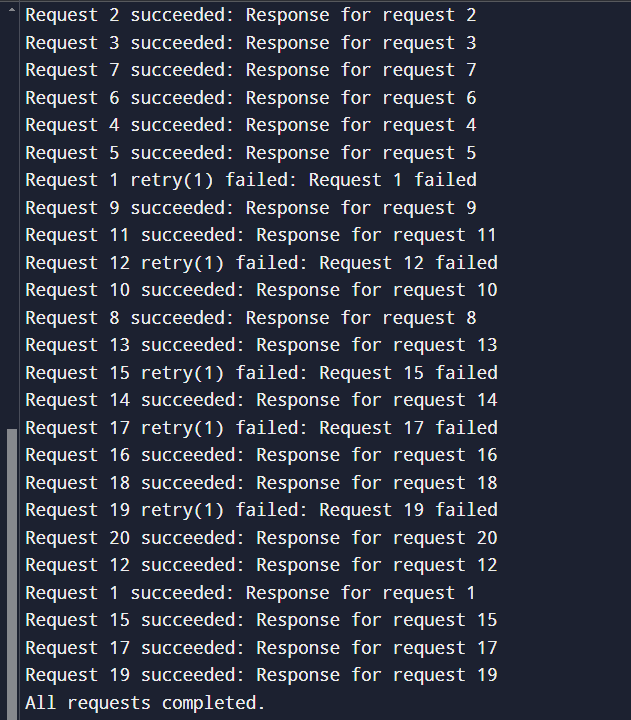 Request 2 succeeded: Response for request 2
Request 3 succeeded: Response for request 3
Request 7 succeeded: Response for request 7
Request 6 succeeded: Response for request 6
Request 4 succeeded: Response for request 4
Request 5 succeeded: Response for request 5
Request 1 retry(1) failed: Request 1 failed
Request 9 succeeded: Response for request 9
Request 11 succeeded: Response for request 11
Request 12 retry(1) failed: Request 12 failed
Request 10 succeeded: Response for request 10
Request 8 succeeded: Response for request 8
Request 13 succeeded: Response for request 13
Request 15 retry(1) failed: Request 15 failed
Request 14 succeeded: Response for request 14
Request 17 retry(1) failed: Request 17 failed
Request 16 succeeded: Response for request 16
Request 18 succeeded: Response for request 18
Request 19 retry(1) failed: Request 19 failed
Request 20 succeeded: Response for request 20
Request 12 succeeded: Response for request 12
Request 1 succeeded: Response for request 1
Request 15 succeeded: Response for request 15
Request 17 succeeded: Response for request 17
Request 19 succeeded: Response for request 19
All requests completed.